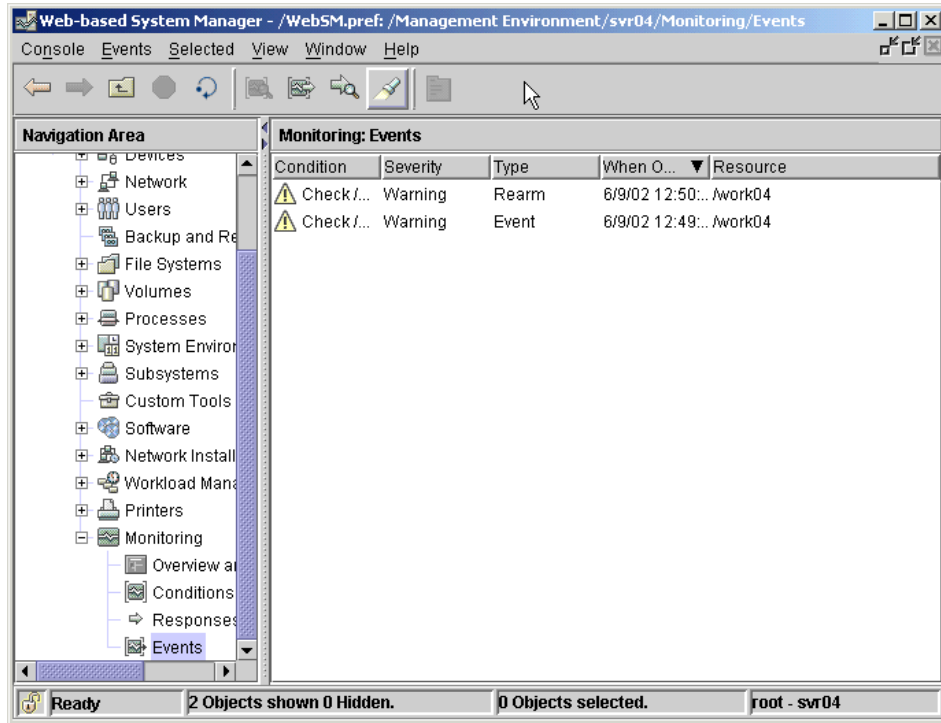 Web-based System Manager - /WebSM.pref: /Management Environment/svr04/Monitoring/Events
Console Events Selected View Window Help
Navigation Area
Devices
Network
Users
Backup and Re
File Systems
Volumes
Processes
System Enviror
Subsystems
Custom Tools
Software
Network Install
Workload Mana
Printers
Monitoring
Overview ar
Conditions
Responses
Events
Monitoring: Events
Condition Severity Type When O... Resource
Check /... Warning Rearm 6/9/02 12:50:... /work04
Check /... Warning Event 6/9/02 12:49:... /work04
Ready 2 Objects shown 0 Hidden. 0 Objects selected. root - svr04